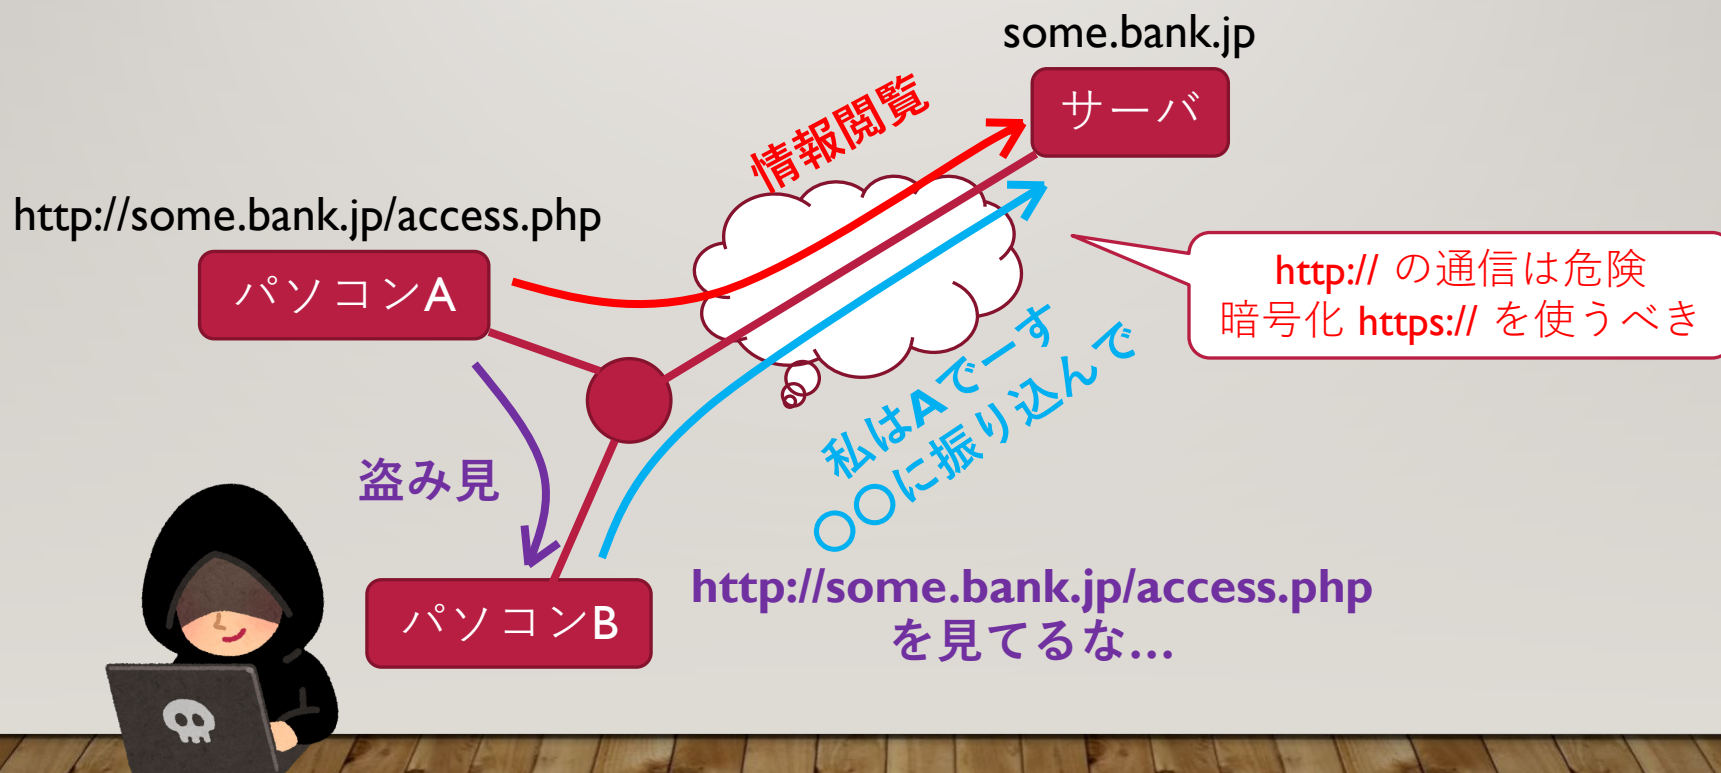 some.bank.jp
サーバ
情報閲覧
http://some.bank.jp/access.php
パソコンA
http:// の通信は危険
暗号化 https:// を使うべき
私はAでーす
〇〇に振り込んで
盗み見
パソコンB
http://some.bank.jp/access.php
を見てるな…